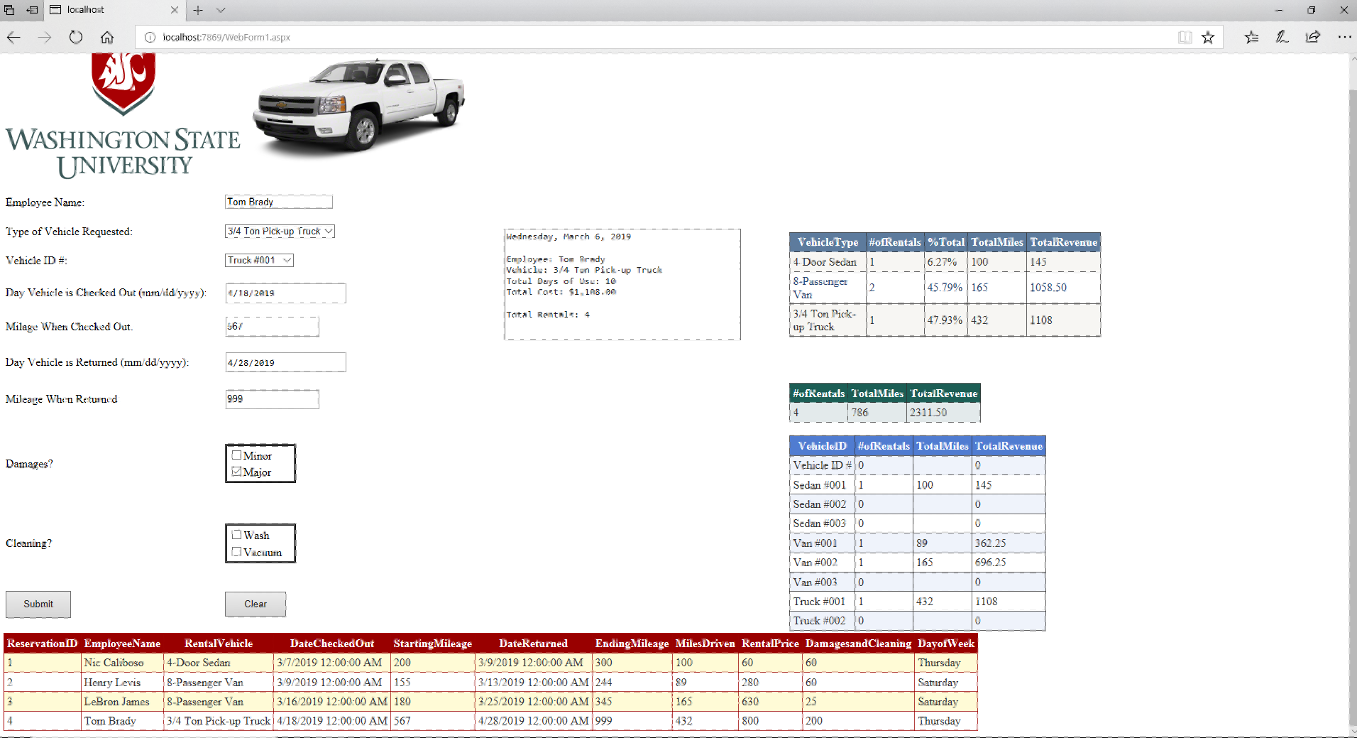 localhost
localhost:7869/WebForm1.aspx
WASHINGTON STATE
UNIVERSITY
Employee Name:
Tom Brady
Type of Vehicle Requested:
3/4 Ton Pick-up Truck
Vehicle ID #:
Truck #001
Day Vehicle is Checked Out (mm/dd/yyyy):
4/18/2019
Milage When Checked Out.
567
Day Vehicle is Returned (mm/dd/yyyy):
4/28/2019
Mileage When Returned
999
Damages?
Minor
Major
Cleaning?
Wash
Vacuum
Submit
Clear
Wednesday, March 6, 2019
Employee: Tom Brady
Vehicle: 3/4 Ton Pick-up Truck
Total Days of Use: 10
Total Cost: $1,108.00
Total Rentals: 4
VehicleType #ofRentals %Total TotalMiles TotalRevenue
4-Door Sedan 1 6.27% 100 145
8-Passenger
Van 2 45.79% 165 1058.50
3/4 Ton Pick-
up Truck 1 47.93% 432 1108
#ofRentals TotalMiles TotalRevenue
4 786 2311.50
VehicleID #ofRentals TotalMiles TotalRevenue
Vehicle ID # 0 0
Sedan #001 1 100 145
Sedan #002 0 0
Sedan #003 0 0
Van #001 1 89 362.25
Van #002 1 165 696.25
Van #003 0 0
Truck #001 1 432 1108
Truck #002 0 0
ReservationID EmployeeName RentalVehicle DateCheckedOut StartingMileage DateReturned EndingMileage MilesDriven RentalPrice DamagesandCleaning DayofWeek
1 Nic Caliboso 4-Door Sedan 3/7/2019 12:00:00 AM 200 3/9/2019 12:00:00 AM 300 100 60 60 Thursday
2 Henry Levis 8-Passenger Van 3/9/2019 12:00:00 AM 155 3/13/2019 12:00:00 AM 244 89 280 60 Saturday
3 LeBron James 8-Passenger Van 3/16/2019 12:00:00 AM 180 3/25/2019 12:00:00 AM 345 165 630 25 Saturday
4 Tom Brady 3/4 Ton Pick-up Truck 4/18/2019 12:00:00 AM 567 4/28/2019 12:00:00 AM 999 432 800 200 Thursday